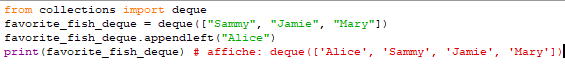 from collections import deque
favorite_fish_deque = deque(["Sammy", "Jamie", "Mary"])
favorite_fish_deque.appendleft("Alice")
print(favorite_fish_deque) # affiche: deque(['Alice', 'Sammy', 'Jamie', 'Mary'])